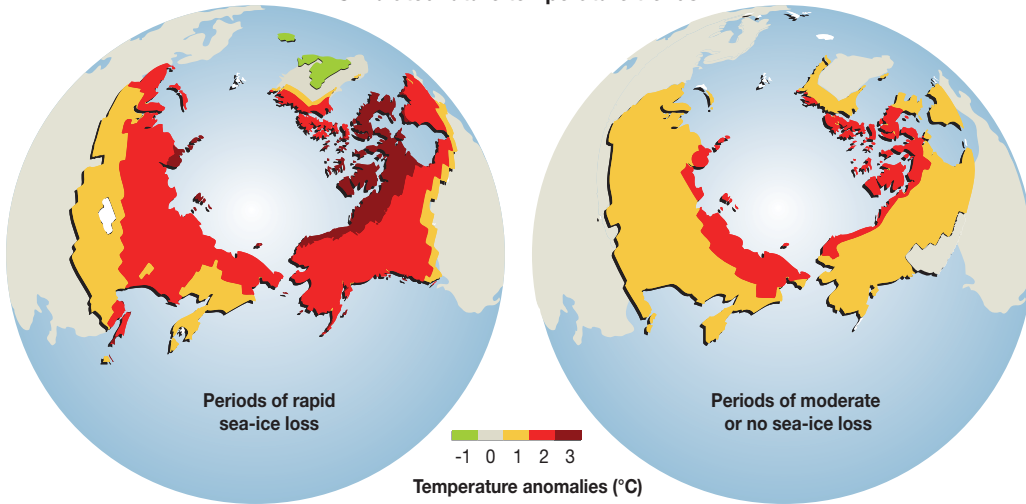 Periods of rapid
sea-ice loss
Periods of moderate
or no sea-ice loss
-1 0 1 2 3
Temperature anomalies (°C)